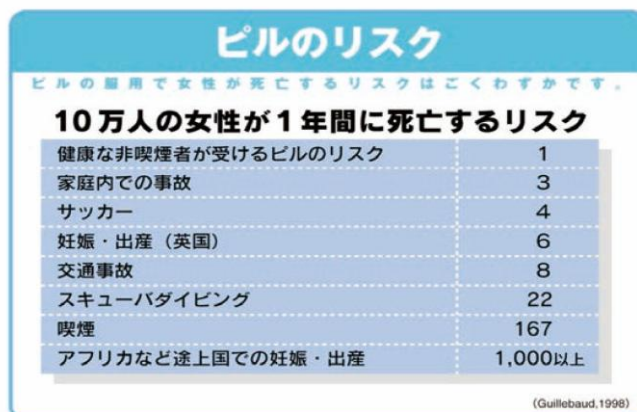 ピルのリスク
ピルの服用で女性が死亡するリスクはごくわずかです。
10万人の女性が1年間に死亡するリスク
健康な非喫煙者が受けるピルのリスク 1
家庭内での事故 3
サッカー 4
妊娠・出産（英国） 6
交通事故 8
スキューバダイビング 22
喫煙 167
アフリカなど途上国での妊娠・出産 1,000以上
(Guillebaud,1998)